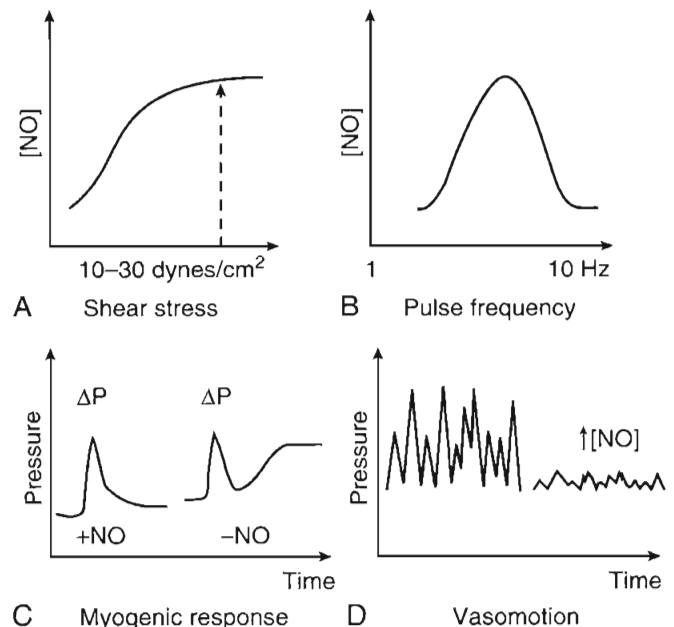 [NO]
10–30 dynes/cm²
A Shear stress
[NO]
1 10 Hz
B Pulse frequency
Pressure
ΔP ΔP
+NO –NO
Time
C Myogenic response
Pressure
↑[NO]
Time
D Vasomotion